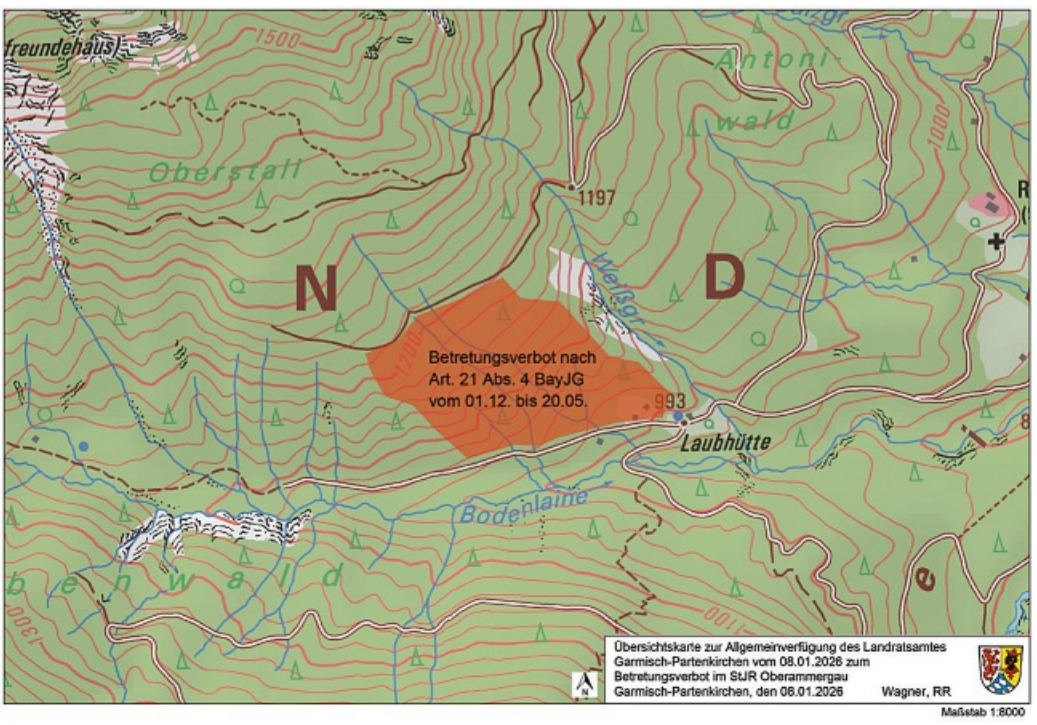 freundehaus)
1500
Antoni-
wald
1000
Oberstall
1197
R
N
D
Weißgr.
1200
Betretungsverbot nach
Art. 21 Abs. 4 BayJG
vom 01.12. bis 20.05.
993
8
Laubhütte
i
Bodenlaine
benwald
e
1300
1100
Übersichtskarte zur Allgemeinverfügung des Landratsamtes
Garmisch-Partenkirchen vom 08.01.2026 zum
Betretungsverbot im StJR Oberammergau
Garmisch-Partenkirchen, den 08.01.2026 Wagner, RR
N
Maßstab 1:8000